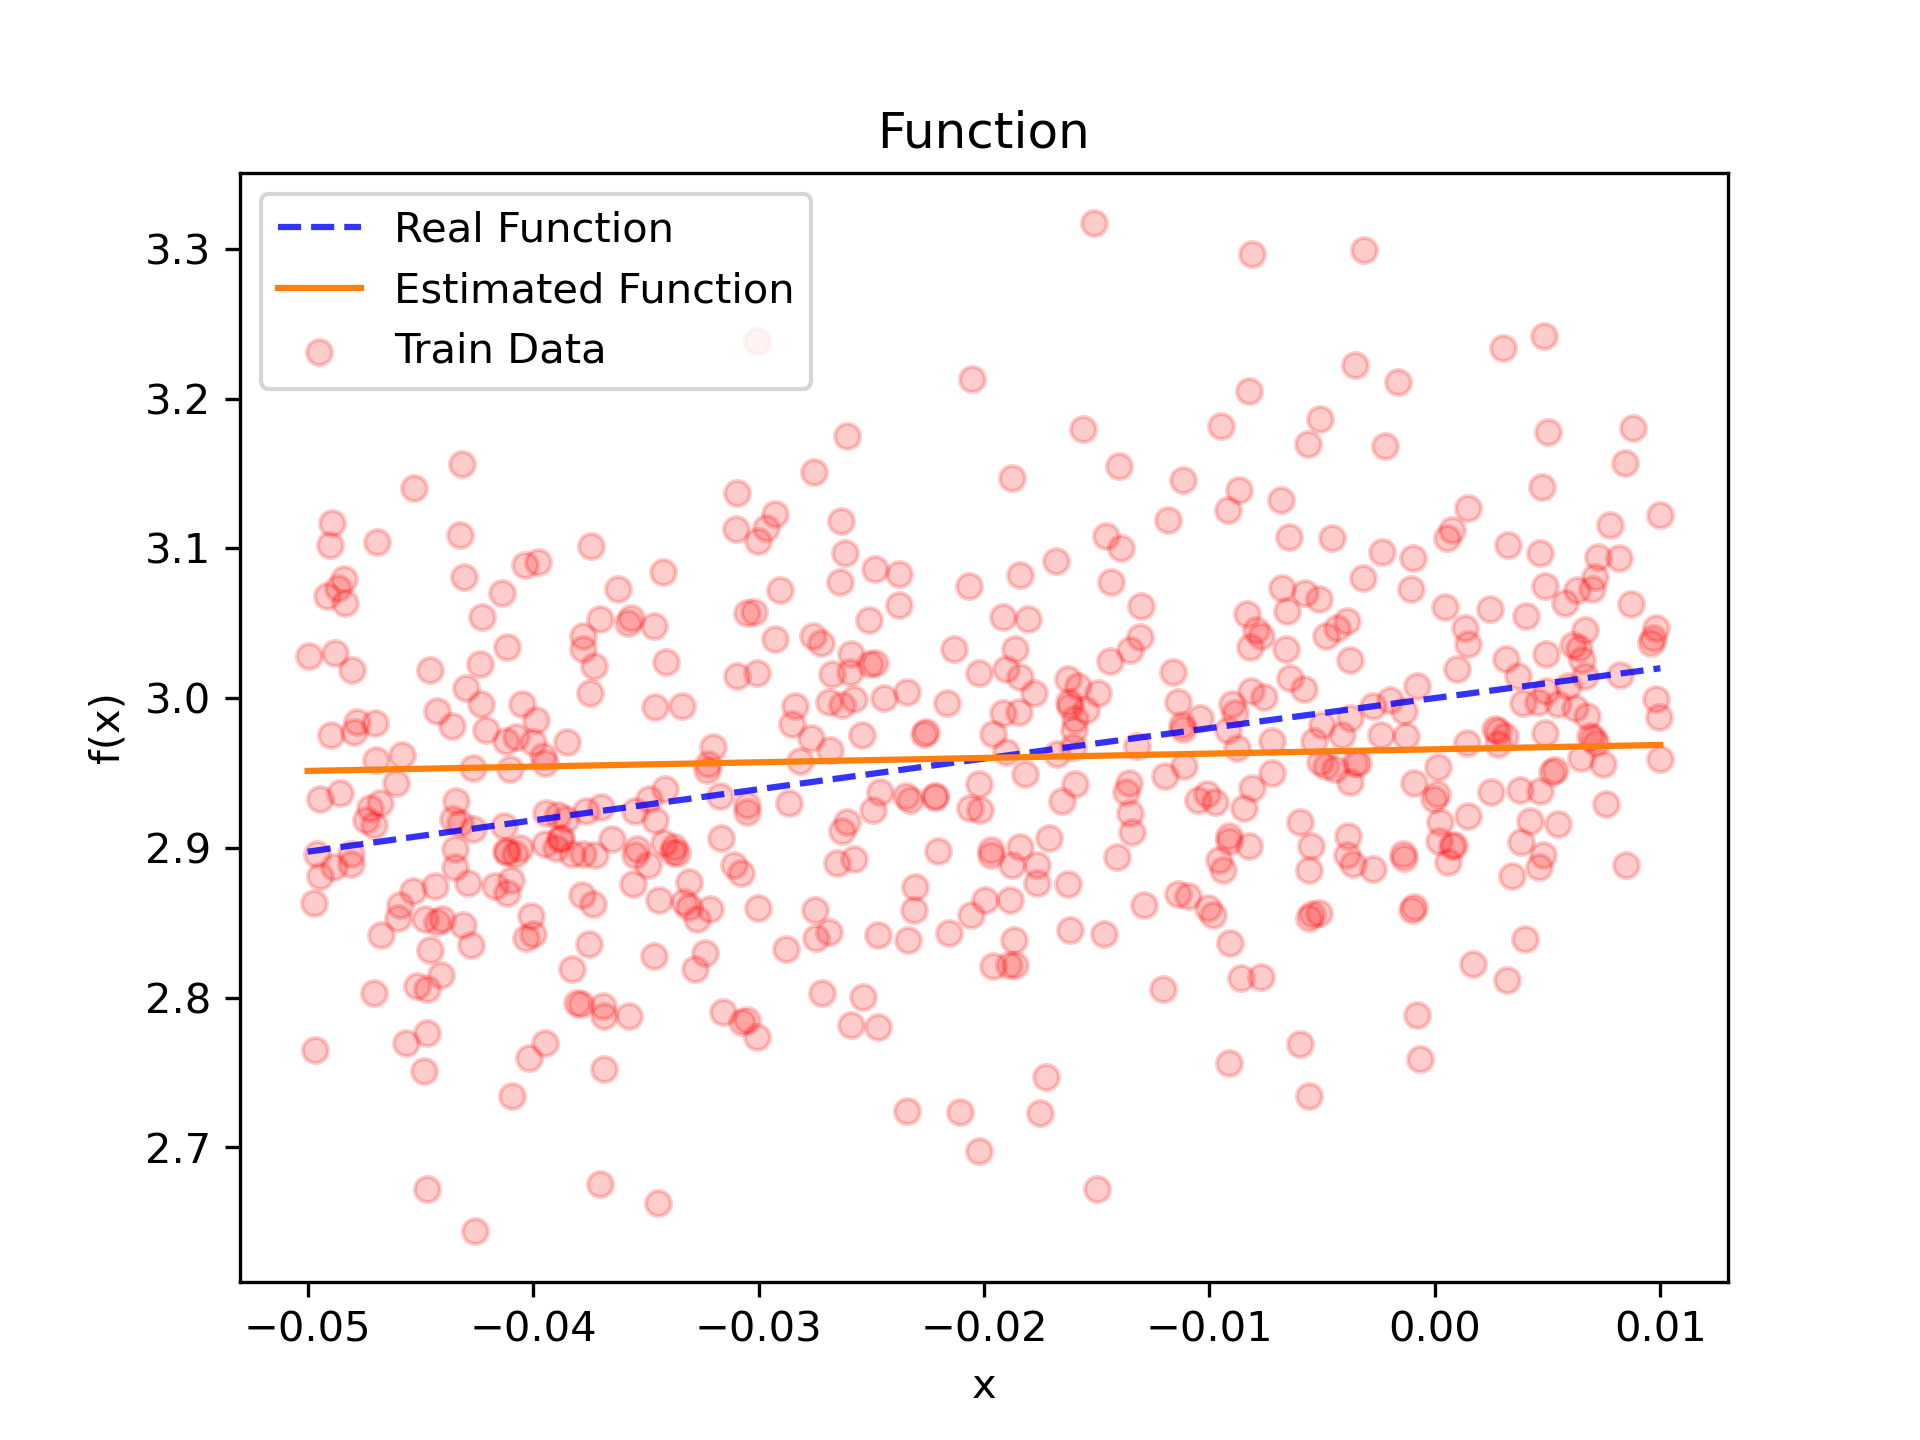 Function
Real Function
Estimated Function
Train Data
3.3
3.2
3.1
3.0
2.9
2.8
2.7
f(x)
−0.05 −0.04 −0.03 −0.02 −0.01 0.00 0.01
x